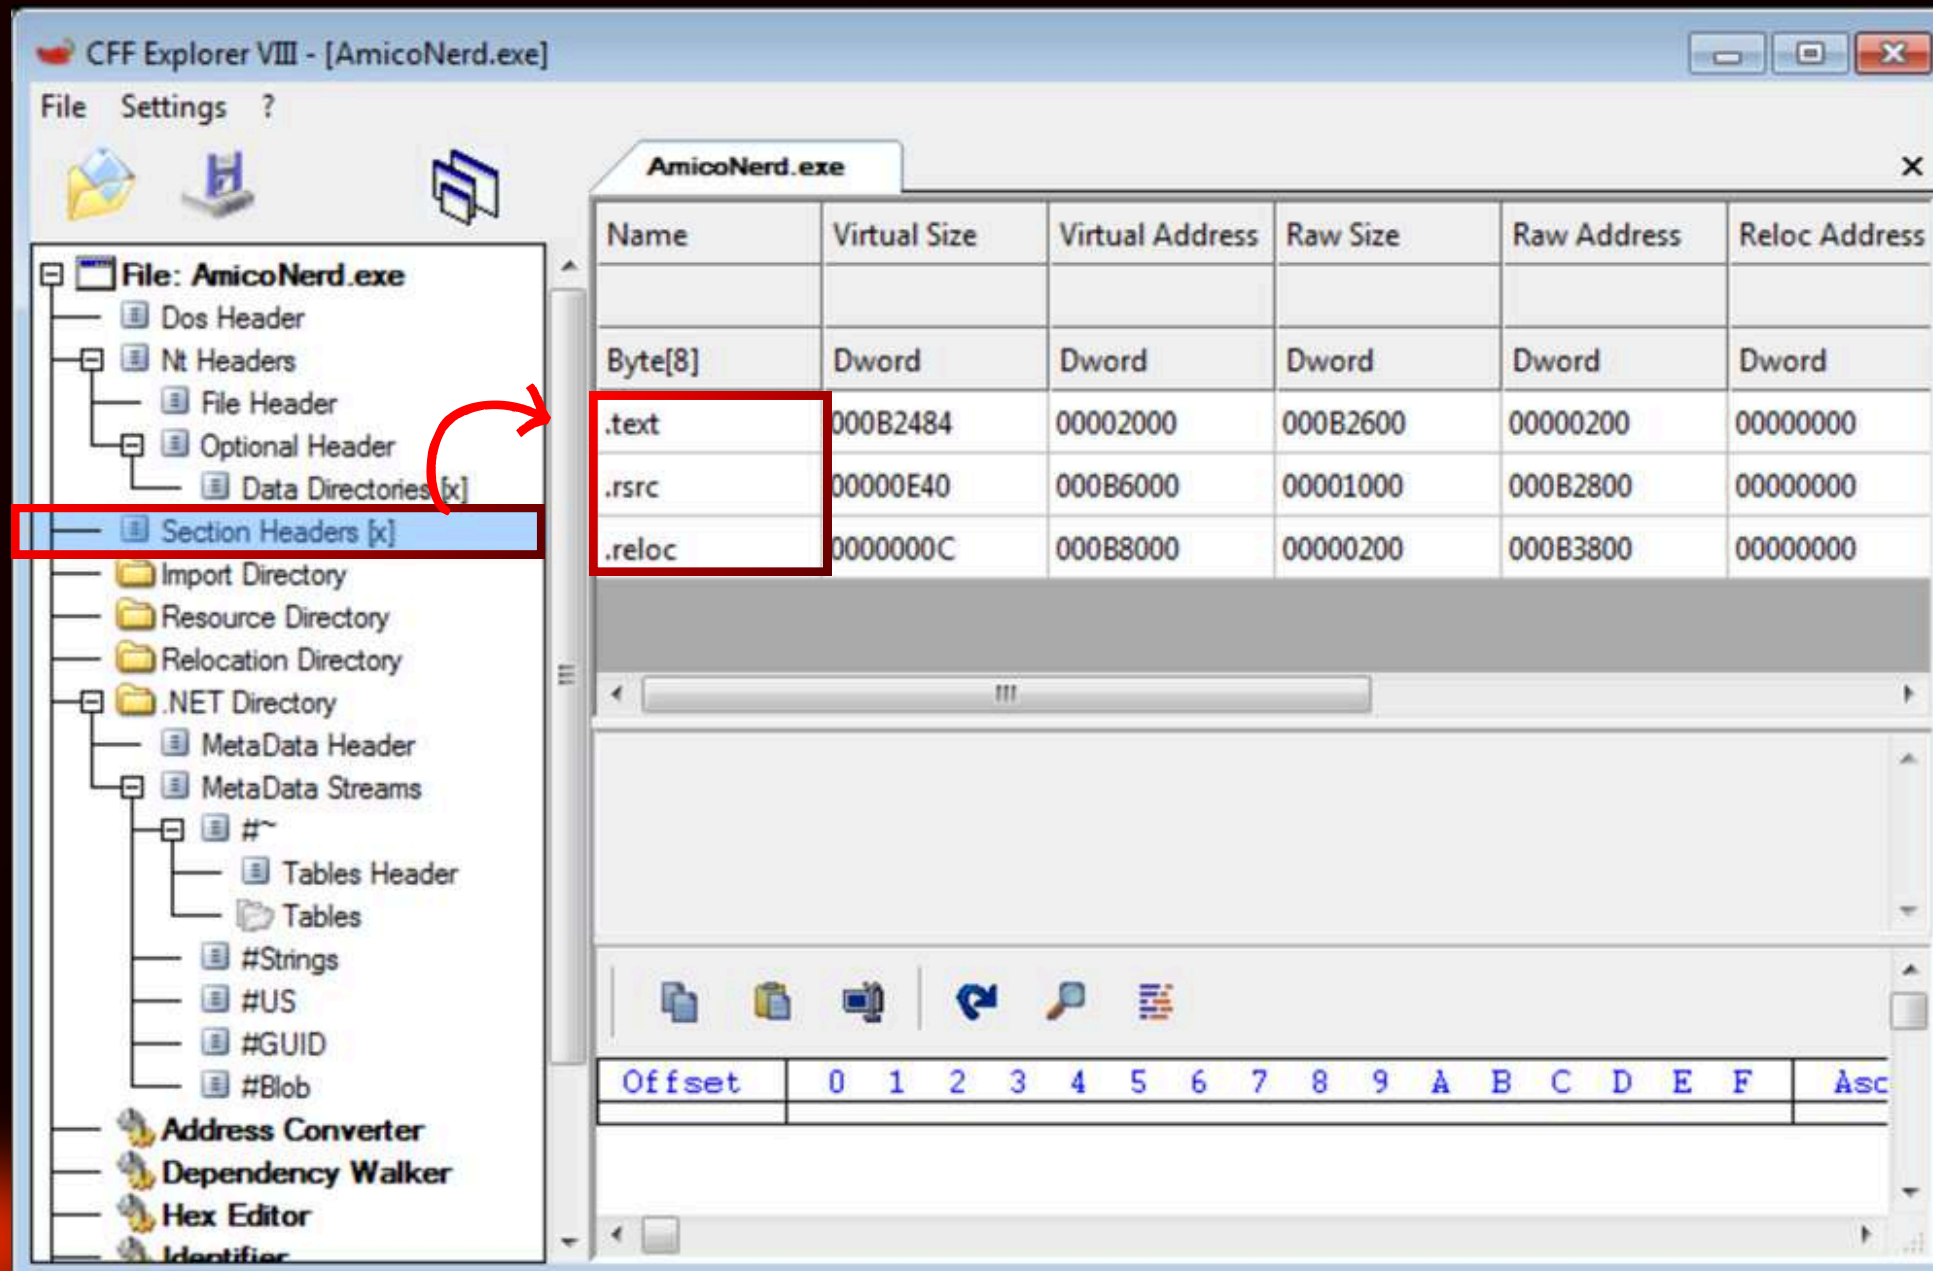 CFF Explorer VIII - [AmicoNerd.exe]
File Settings ?
AmicoNerd.exe
File: AmicoNerd.exe
Dos Header
Nt Headers
File Header
Optional Header
Data Directories [x]
Section Headers [x]
Import Directory
Resource Directory
Relocation Directory
.NET Directory
MetaData Header
MetaData Streams
#~
Tables Header
Tables
#Strings
#US
#GUID
#Blob
Address Converter
Dependency Walker
Hex Editor
Identifier
Name Virtual Size Virtual Address Raw Size Raw Address Reloc Address
Byte[8] Dword Dword Dword Dword Dword
.text 000B2484 00002000 000B2600 00000200 00000000
.rsrc 00000E40 000B6000 00001000 000B2800 00000000
.reloc 0000000C 000B8000 00000200 000B3800 00000000
Offset 0 1 2 3 4 5 6 7 8 9 A B C D E F Asc